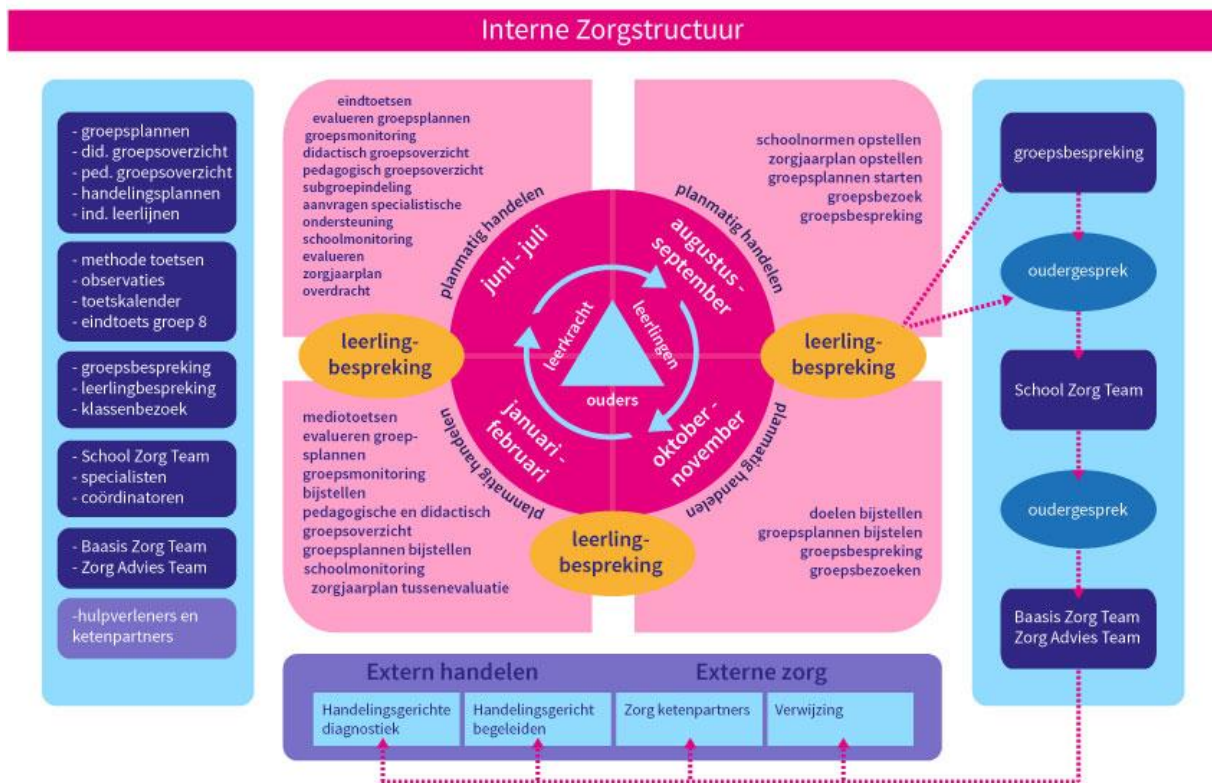 Interne Zorgstructuur
- groepsplannen
- did. groepsoverzicht
- ped. groepsoverzicht
- handelingsplannen
- ind. leerlijnen
- methode toetsen
- observaties
- toetskalender
- eindtoets groep 8
- groepsbespreking
- leerlingbespreking
- klassenbezoek
- School Zorg Team
- specialisten
- coördinatoren
- Baasis Zorg Team
- Zorg Advies Team
-hulpverleners en
ketenpartners
eindtoetsen
evalueren groepsplannen
groepsmonitoring
didactisch groepsoverzicht
pedagogisch groepsoverzicht
subgroepindeling
aanvragen specialistische
ondersteuning
schoolmonitoring
evalueren
zorgjaarplan
overdracht
planmatig handelen
juni - juli
schoolnormen opstellen
zorgjaarplan opstellen
groepsplannen starten
groepsbezoek
groepsbespreking
planmatig handelen
augustus -
september
leerkracht
leerlingen
ouders
leerling-
bespreking
leerling-
bespreking
mediotoetsen
evalueren groep-
splannen
groepsmonitoring
bijstellen
pedagogische en didactisch
groepsoverzicht
groepsplannen bijstellen
schoolmonitoring
zorgjaarplan tussenevaluatie
planmatig handelen
januari -
februari
oktober -
november
planmatig handelen
doelen bijstellen
groepsplannen bijstelen
groepsbespreking
groepsbezoeken
leerling-
bespreking
groepsbespreking
oudergesprek
School Zorg Team
oudergesprek
Baasis Zorg Team
Zorg Advies Team
Extern handelen
Externe zorg
Handelingsgerichte
diagnostiek
Handelingsgericht
begeleiden
Zorg ketenpartners
Verwijzing